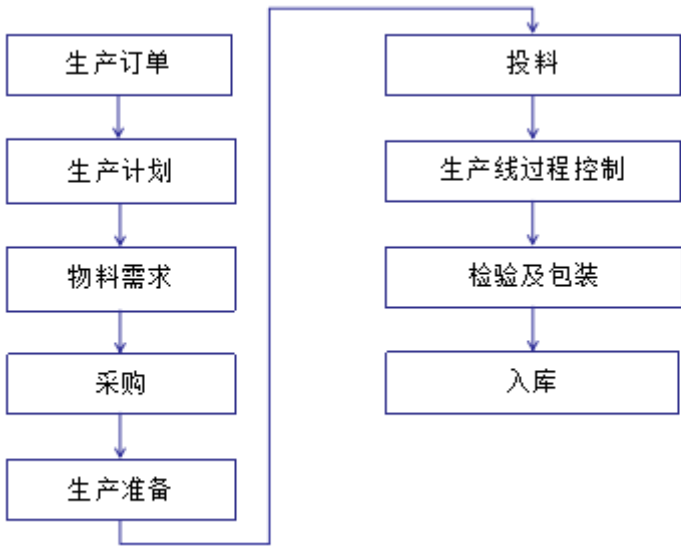 生产订单
生产计划
物料需求
采购
生产准备
投料
生产线过程控制
检验及包装
入库